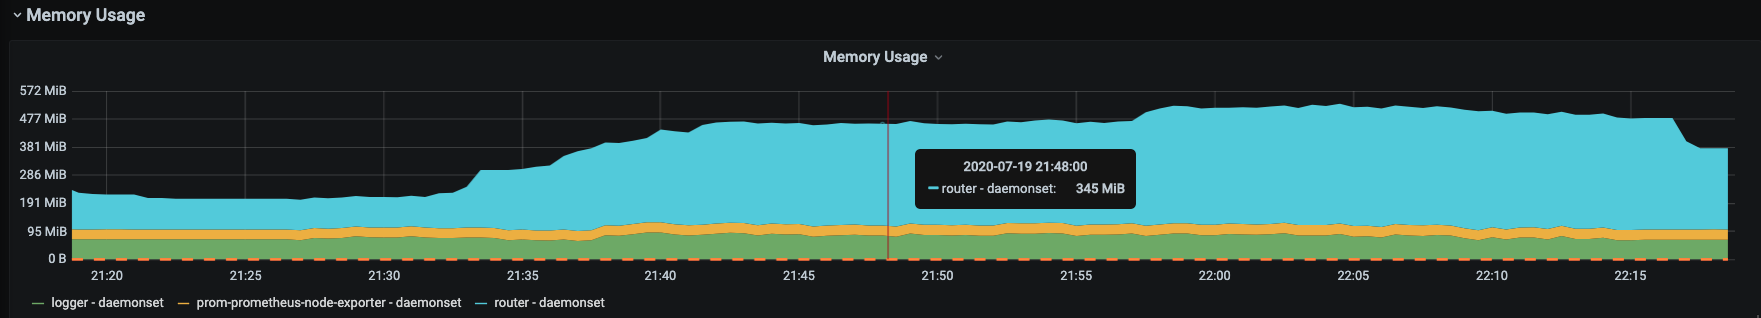 Memory Usage
Memory Usage
572 MiB
477 MiB
381 MiB
286 MiB
191 MiB
95 MiB
0 B
2020-07-19 21:48:00
router - daemonset: 345 MiB
21:20 21:25 21:30 21:35 21:40 21:45 21:50 21:55 22:00 22:05 22:10 22:15
logger - daemonset prom-prometheus-node-exporter - daemonset router - daemonset